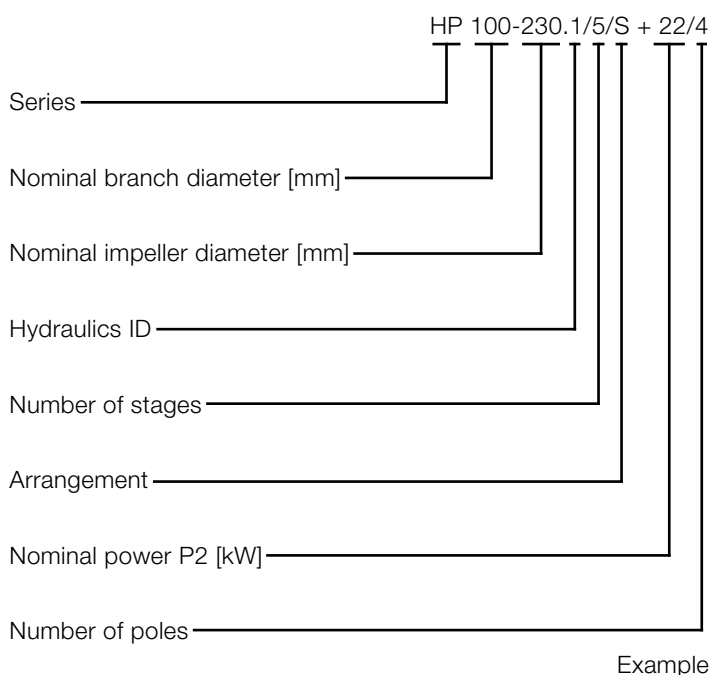 HP 100-230.1/5/S + 22/4
Series
Nominal branch diameter [mm]
Nominal impeller diameter [mm]
Hydraulics ID
Number of stages
Arrangement
Nominal power P2 [kW]
Number of poles
Example